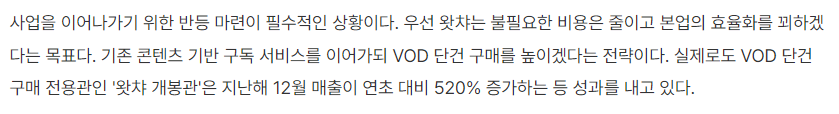 사업을 이어나가기 위한 반등 마련이 필수적인 상황이다. 우선 왓챠는 불필요한 비용은 줄이고 본업의 효율화를 꾀하겠
다는 목표다. 기존 콘텐츠 기반 구독 서비스를 이어가되 VOD 단건 구매를 높이겠다는 전략이다. 실제로도 VOD 단건
구매 전용관인 '왓챠 개봉관'은 지난해 12월 매출이 연초 대비 520% 증가하는 등 성과를 내고 있다.